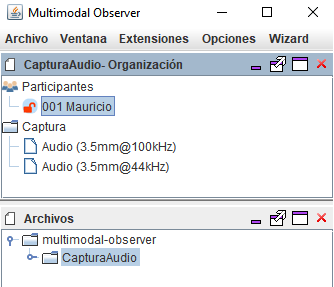 Multimodal Observer
Archivo Ventana Extensiones Opciones Wizard
CapturaAudio- Organización
Participantes
001 Mauricio
Captura
Audio (3.5mm@100kHz)
Audio (3.5mm@44kHz)
Archivos
multimodal-observer
CapturaAudio